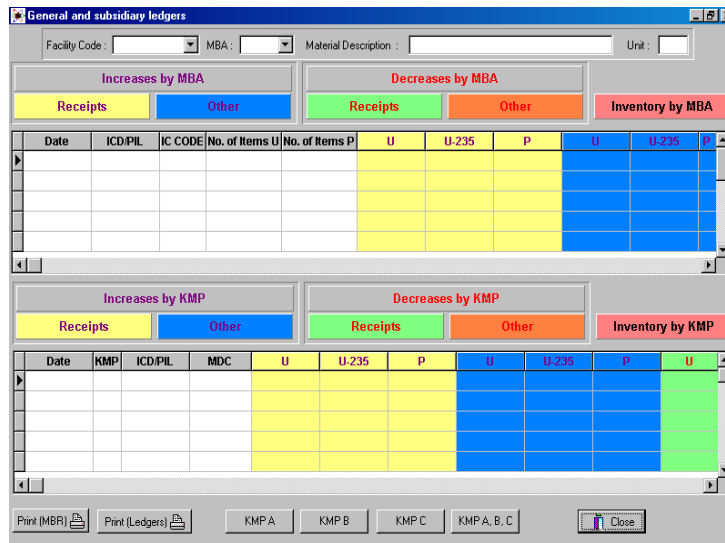 General and subsidiary ledgers
Facility Code : MBA : Material Description : Unit :
Increases by MBA Decreases by MBA
Receipts Other Receipts Other Inventory by MBA
Date ICD/PIL IC CODE No. of Items U No. of Items P U U-235 P U U-235 P
Increases by KMP Decreases by KMP
Receipts Other Receipts Other Inventory by KMP
Date KMP ICD/PIL MDC U U-235 P U U-235 P U
Print (MBR) Print (Ledgers) KMP A KMP B KMP C KMP A, B, C Close